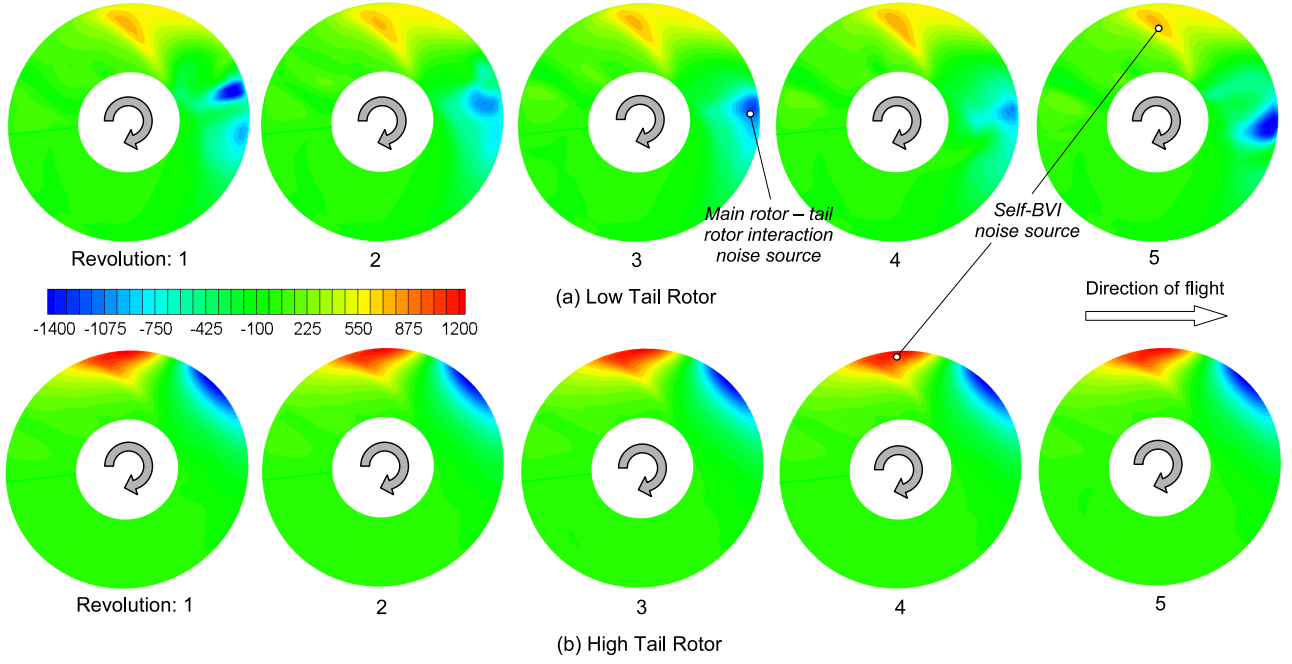 Main rotor – tail
rotor interaction
noise source
Self-BVI
noise source
Revolution: 1
2
3
4
5
(a) Low Tail Rotor
-1400 -1075 -750 -425 -100 225 550 875 1200
Direction of flight
Revolution: 1
2
3
4
5
(b) High Tail Rotor